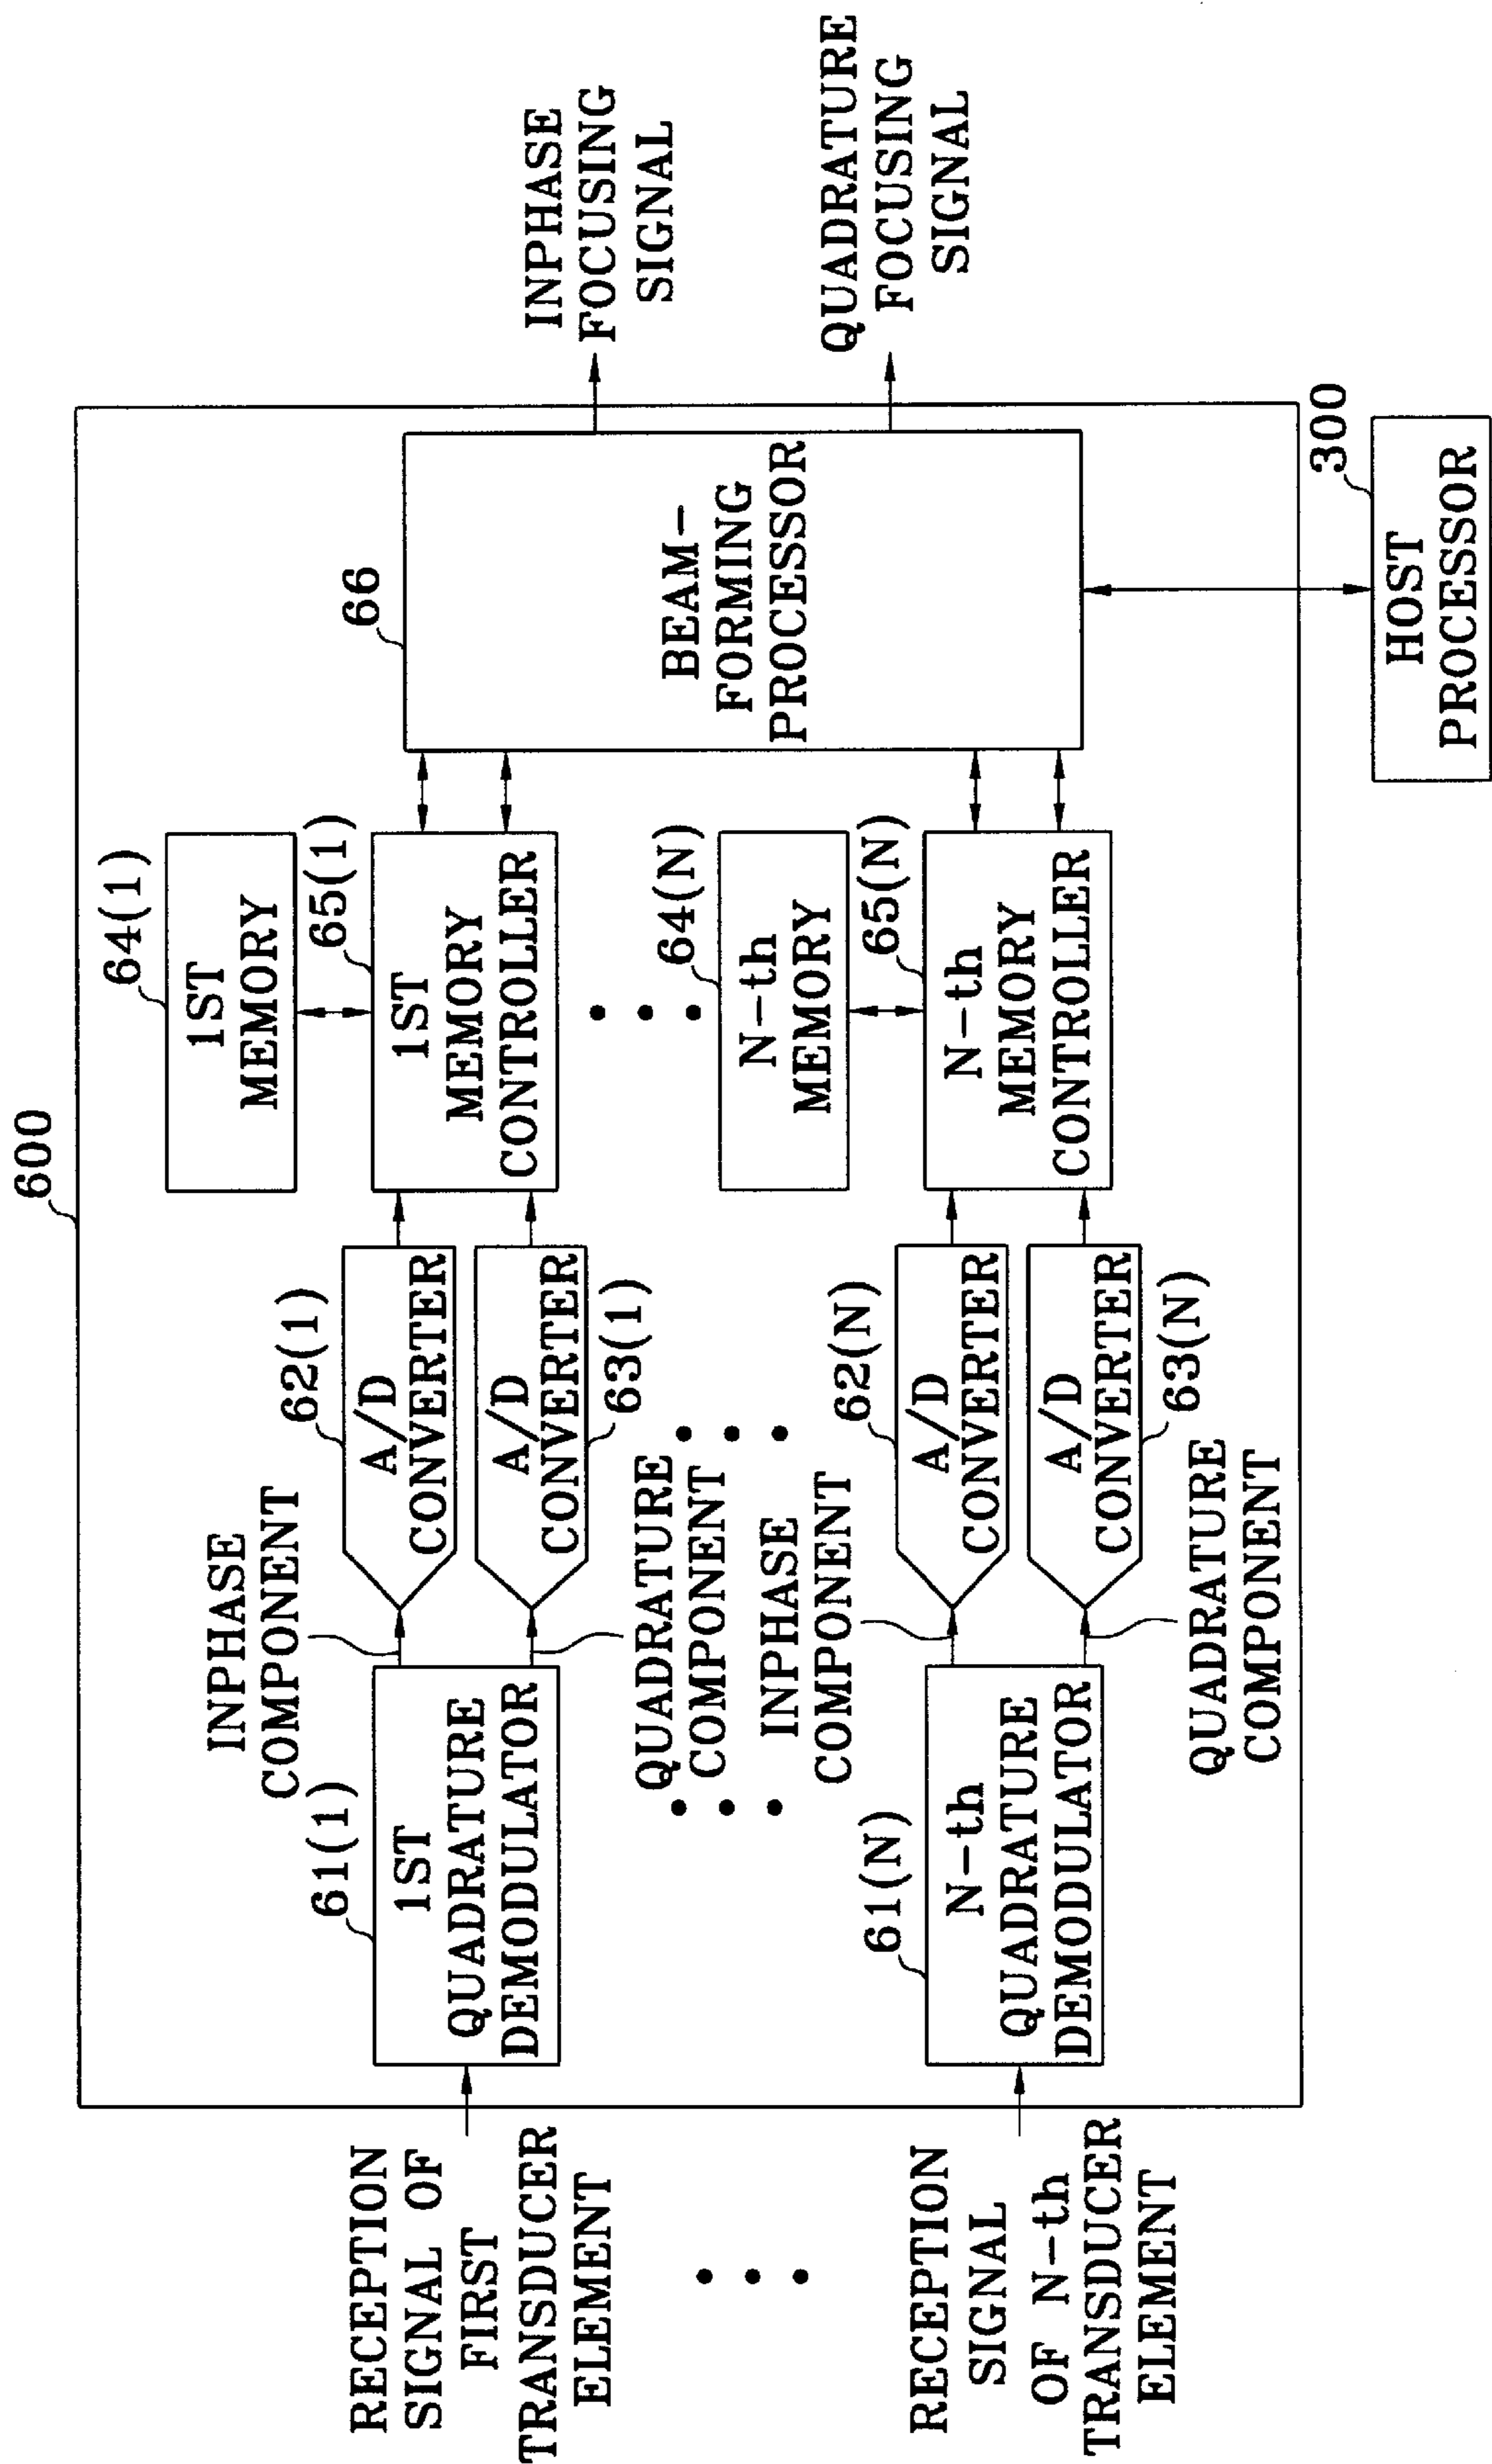 600
RECEPTION
SIGNAL OF
FIRST
TRANSDUCER
ELEMENT
61(1)
1ST
QUADRATURE
DEMODULATOR
INPHASE
COMPONENT
QUADRATURE
COMPONENT
62(1)
A/D
CONVERTER
A/D
CONVERTER
63(1)
64(1)
1ST
MEMORY
65(1)
1ST
MEMORY
CONTROLLER
66
BEAM-
FORMING
PROCESSOR
INPHASE
FOCUSING
SIGNAL
QUADRATURE
FOCUSING
SIGNAL
RECEPTION
SIGNAL
OF N-th
TRANSDUCER
ELEMENT
61(N)
N-th
QUADRATURE
DEMODULATOR
INPHASE
COMPONENT
QUADRATURE
COMPONENT
62(N)
A/D
CONVERTER
A/D
CONVERTER
63(N)
64(N)
N-th
MEMORY
65(N)
N-th
MEMORY
CONTROLLER
300
HOST
PROCESSOR